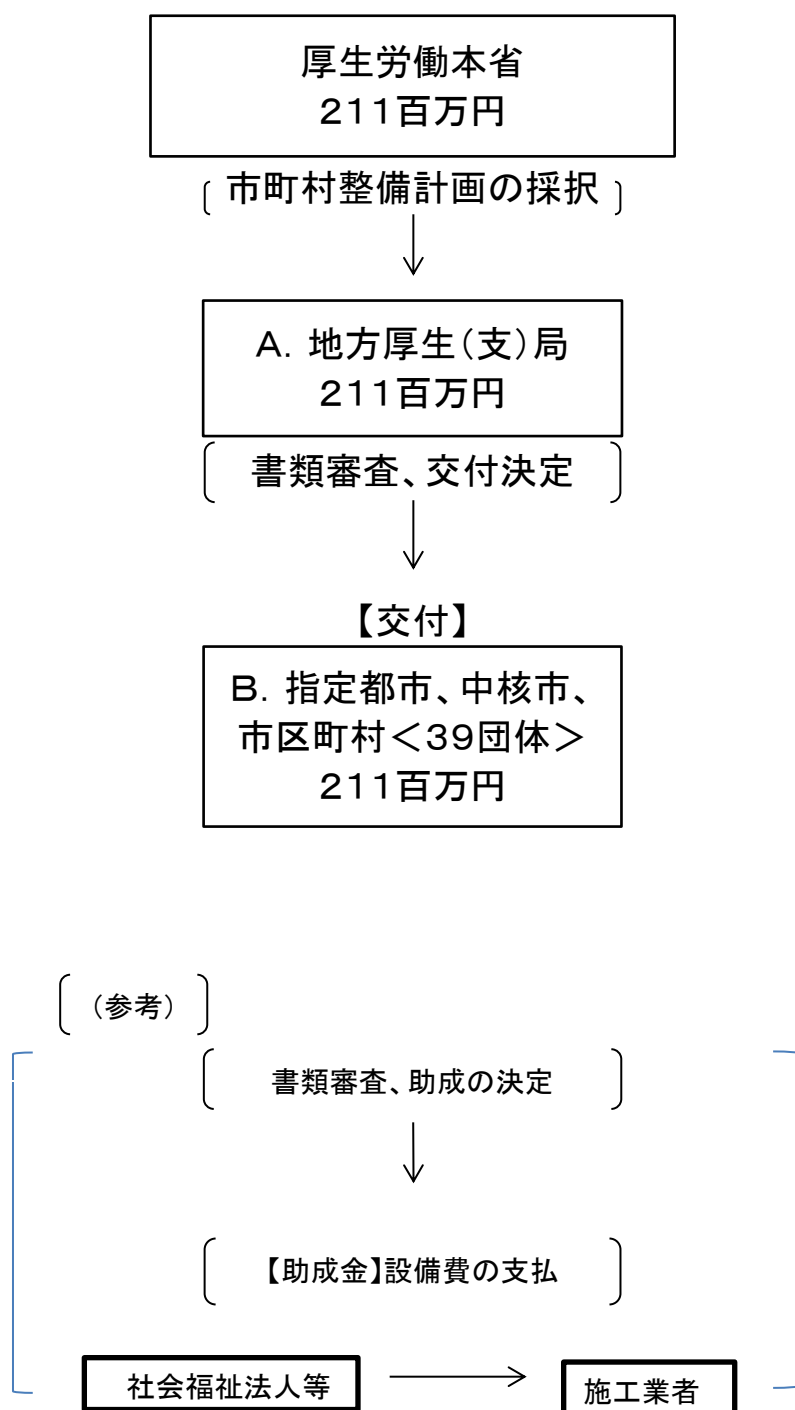 厚生労働本省
２１１百万円
市町村整備計画の採択
Ａ．地方厚生（支）局
２１１百万円
書類審査、交付決定
【交付】
Ｂ．指定都市、中核市、
市区町村＜３９団体＞
２１１百万円
（参考）
書類審査、助成の決定
【助成金】設備費の支払
社会福祉法人等
施工業者